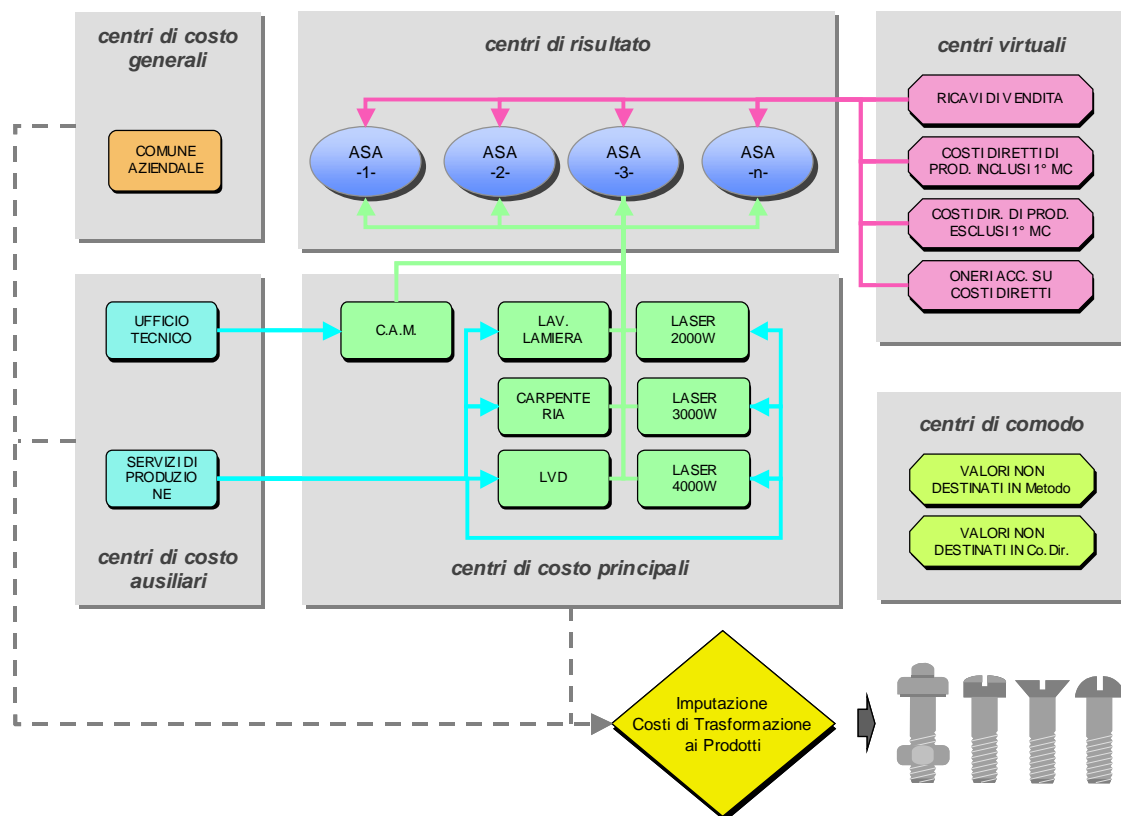 centri di costo
generali
COMUNE
AZIENDALE
centri di risultato
ASA
-1-
ASA
-2-
ASA
-3-
ASA
-n-
centri virtuali
RICAVI DI VENDITA
COSTI DIRETTI DI
PROD. INCLUSI 1° MC
COSTI DIR. DI PROD.
ESCLUSI 1° MC
ONERI ACC. SU
COSTI DIRETTI
UFFICIO
TECNICO
SERVIZI DI
PRODUZIO
NE
centri di costo
ausiliari
C.A.M.
LAV.
LAMIERA
LASER
2000W
CARPENTE
RIA
LASER
3000W
LVD
LASER
4000W
centri di costo principali
centri di comodo
VALORI NON
DESTINATI IN Metodo
VALORI NON
DESTINATI IN Co.Dir.
Imputazione
Costi di Trasformazione
ai Prodotti